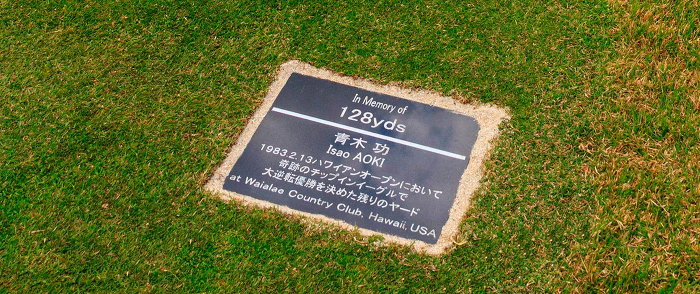 In Memory of
128yds
青木 功
Isao AOKI
1983.2.13ハワイアンオープンにおいて
奇跡のチップインイーグルで
大逆転優勝を決めた残りのヤード
at Waialae Country Club, Hawaii, USA